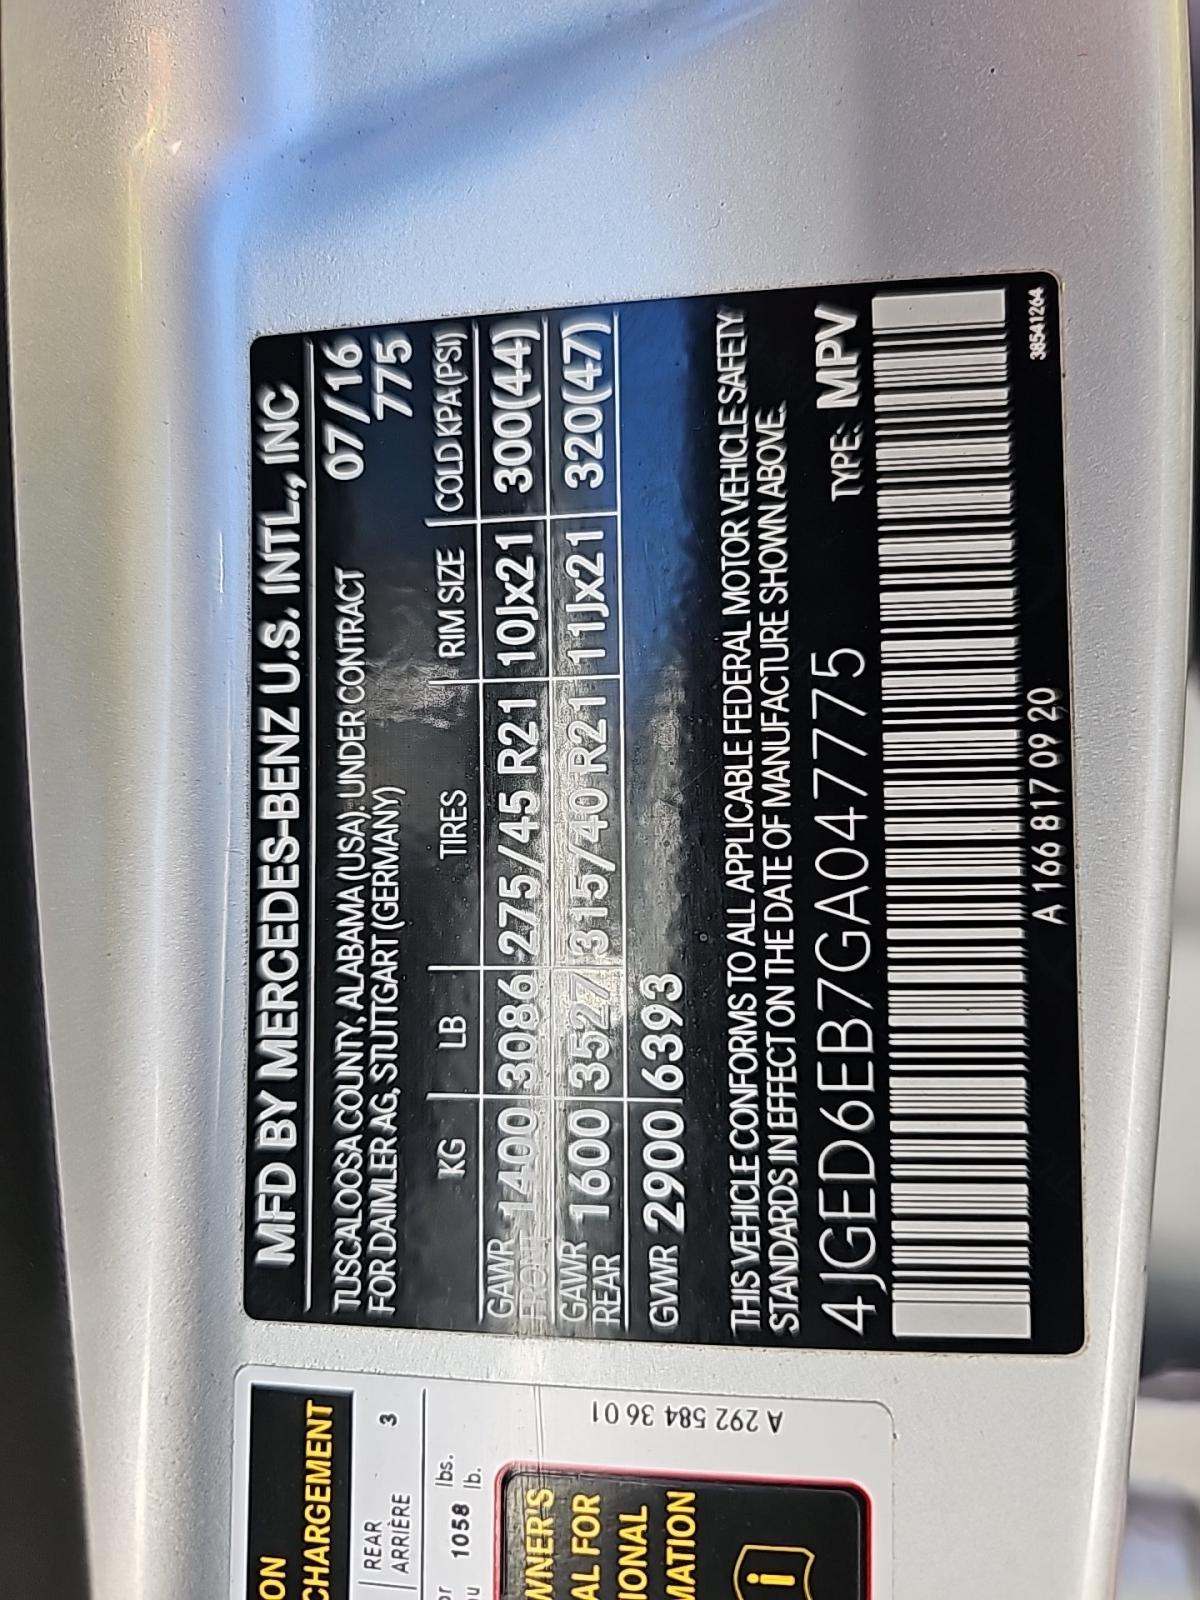 MFD BY MERCEDES-BENZ U.S. INTL., INC
TUSCALOOSA COUNTY, ALABAMA (USA), UNDER CONTRACT 07/16
FOR DAIMLER AG, STUTTGART (GERMANY) 775
KG LB TIRES RIM SIZE COLD KPA(PSI)
GAWR FRONT 1400 3086 275/45 R21 10Jx21 300(44)
GAWR REAR 1600 3527 315/40 R21 11Jx21 320(47)
GVWR 2900 6393
THIS VEHICLE CONFORMS TO ALL APPLICABLE FEDERAL MOTOR VEHICLE SAFETY
STANDARDS IN EFFECT ON THE DATE OF MANUFACTURE SHOWN ABOVE.
4JGED6EB7GA047775 TYPE: MPV
A 166 817 09 20
38541264
CHARGEMENT
REAR 3
ARRIÈRE
1058 lbs.
lb.
A 292 584 36 01